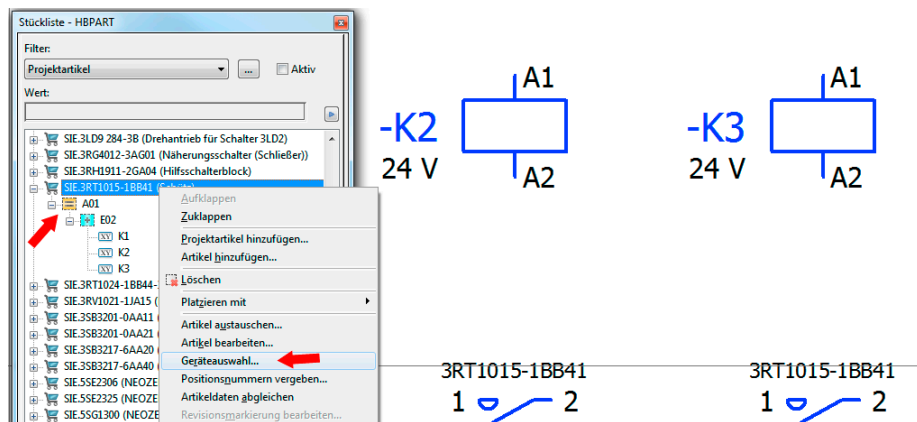 Stückliste - HBPART
Filter:
Projektartikel
...
Aktiv
Wert:
SIE.3LD9 284-3B (Drehantrieb für Schalter 3LD2)
SIE.3RG4012-3AG01 (Näherungsschalter (Schließer))
SIE.3RH1911-2GA04 (Hilfsschalterblock)
SIE.3RT1015-1BB41 (Schütz)
A01
E02
XY K1
XY K2
XY K3
SIE.3RT1024-1BB44-
SIE.3RV1021-1JA15 (
SIE.3SB3201-0AA11 (
SIE.3SB3201-0AA21 (
SIE.3SB3217-6AA20 (
SIE.3SB3217-6AA40 (
SIE.5SE2306 (NEOZE
SIE.5SE2325 (NEOZE
SIE.5SG1300 (NEOZE
Aufklappen
Zuklappen
Projektartikel hinzufügen...
Artikel hinzufügen...
Löschen
Platzieren mit
Artikel austauschen...
Artikel bearbeiten...
Geräteauswahl...
Positionsnummern vergeben...
Artikeldaten abgleichen
Revisionsmarkierung bearbeiten...
A1
-K2
24 V
A2
A1
-K3
24 V
A2
3RT1015-1BB41
1 2
3RT1015-1BB41
1 2